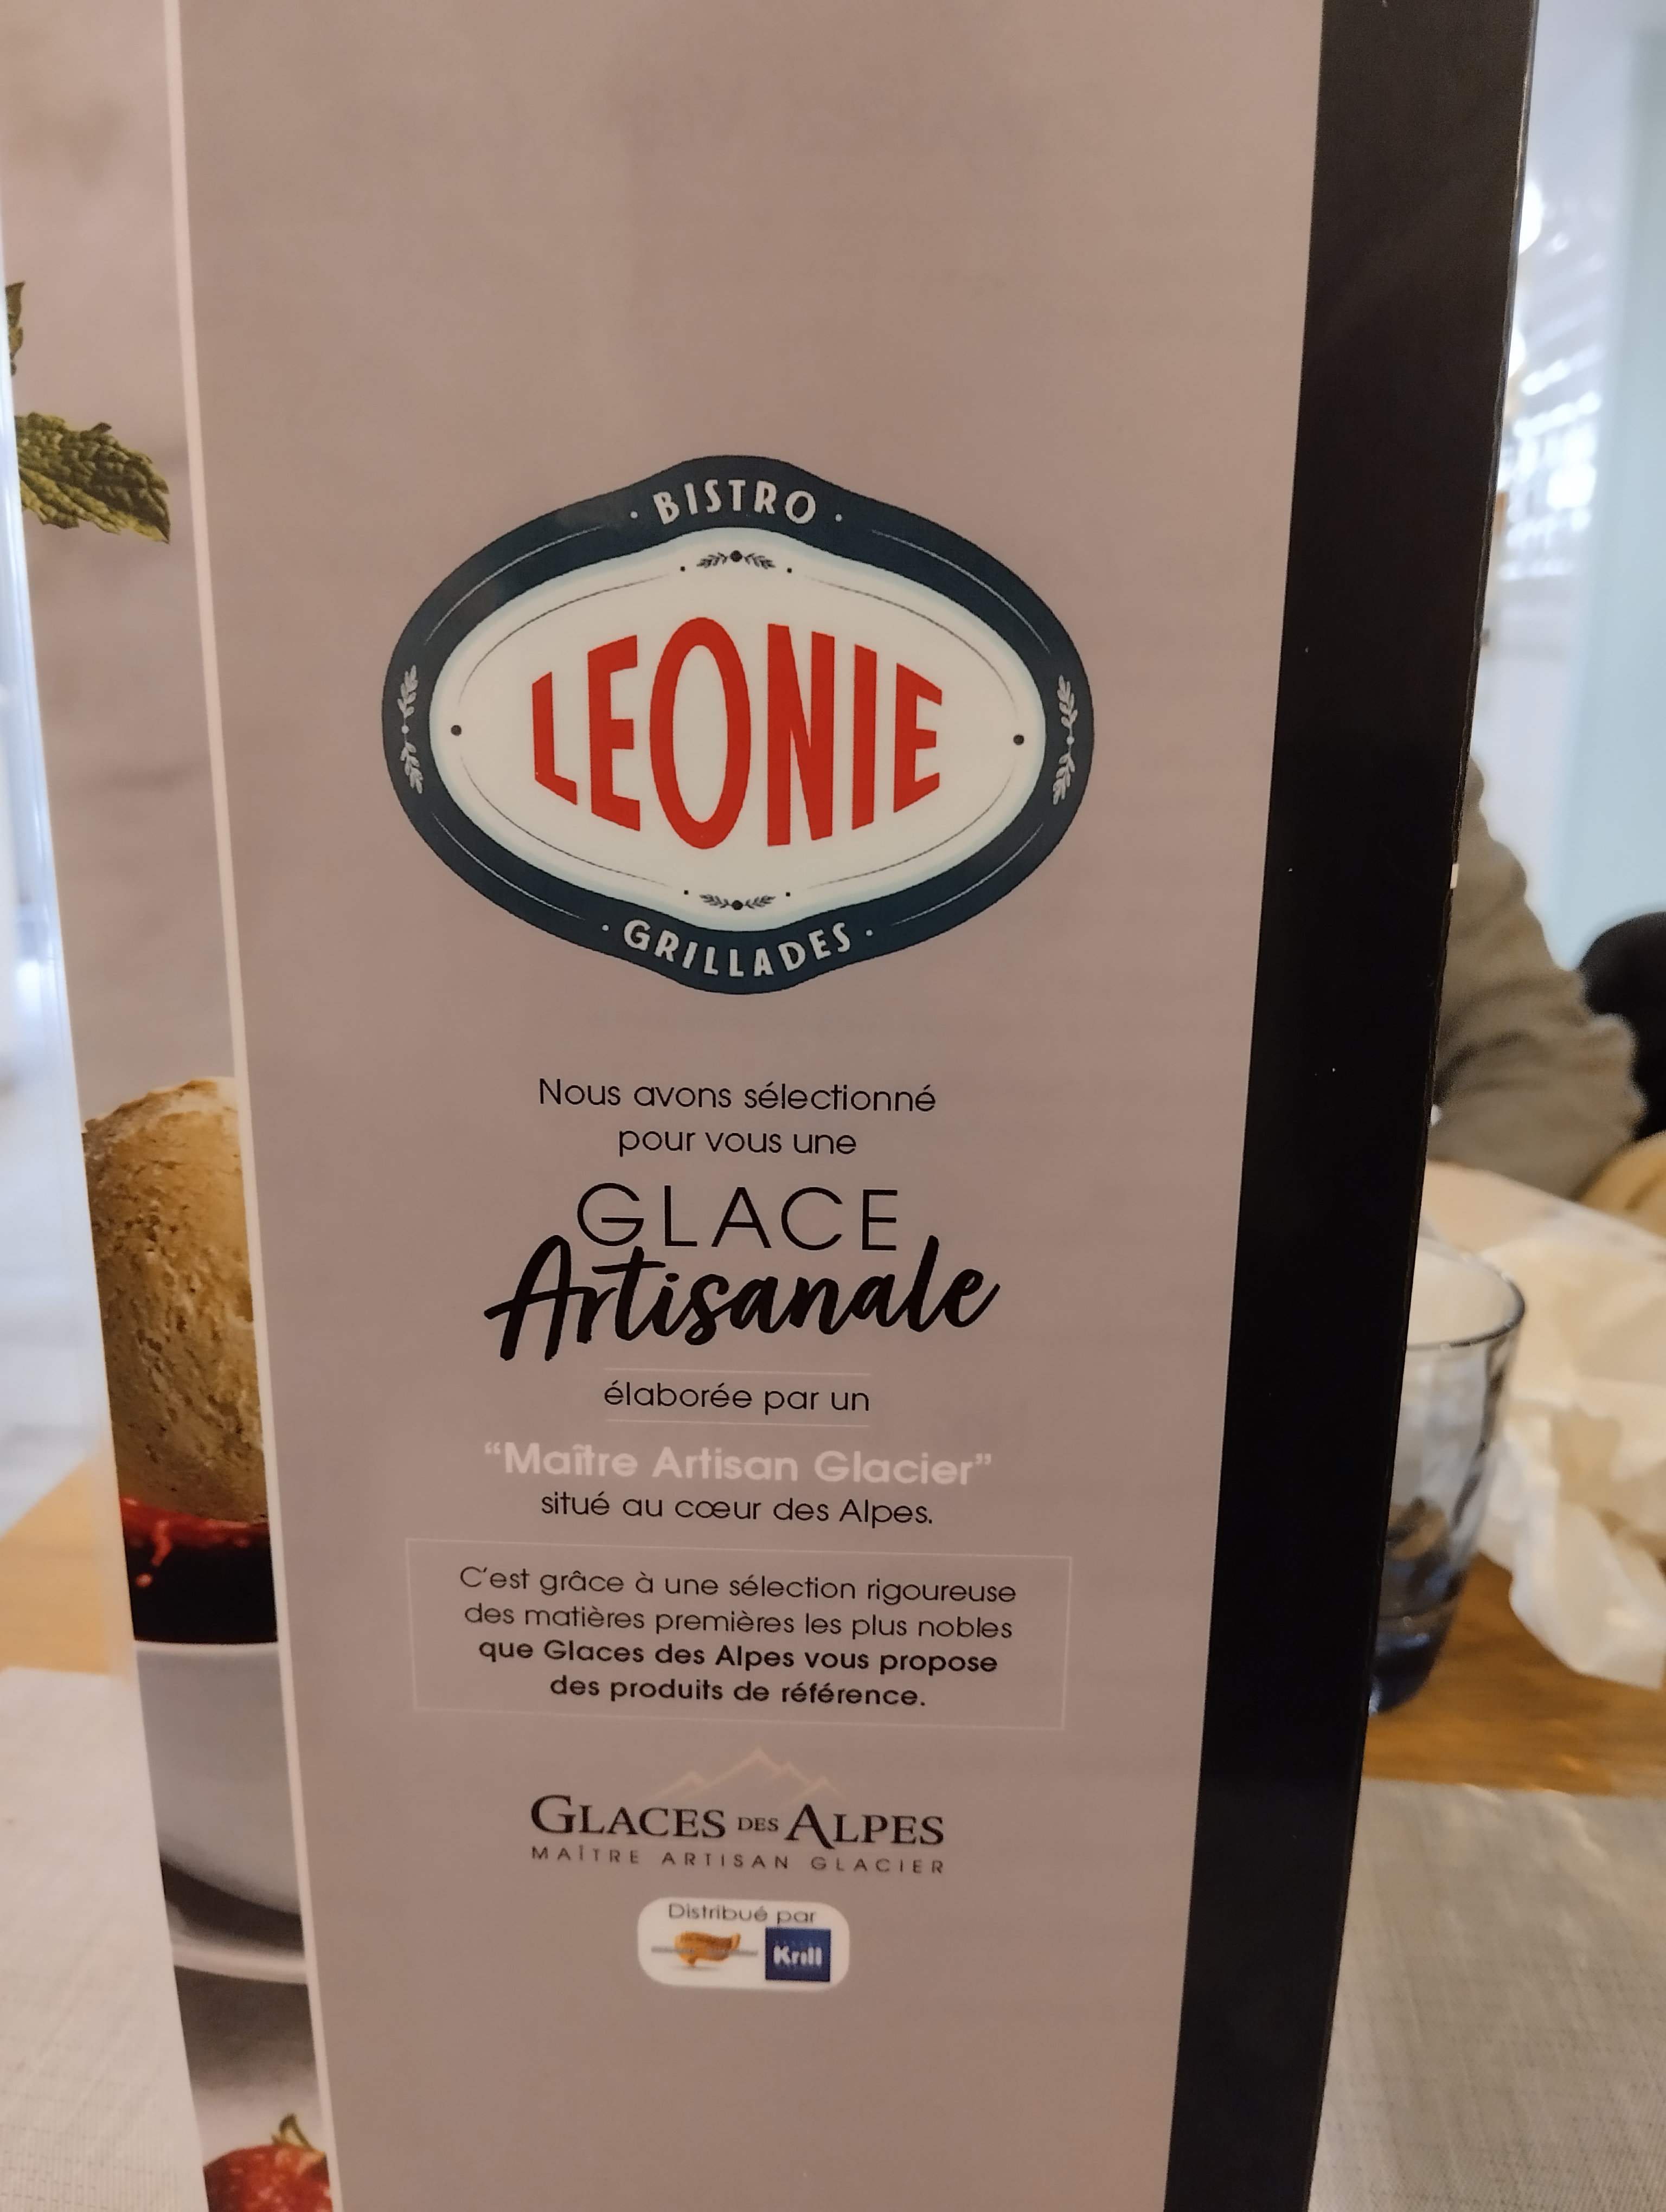 BISTRO
LEONIE
GRILLADES
Nous avons sélectionné
pour vous une
GLACE
Artisanale
élaborée par un
“Maître Artisan Glacier”
situé au cœur des Alpes.
C’est grâce à une sélection rigoureuse
des matières premières les plus nobles
que Glaces des Alpes vous propose
des produits de référence.
GLACES DES ALPES
MAÎTRE ARTISAN GLACIER
Distribué par
Krill